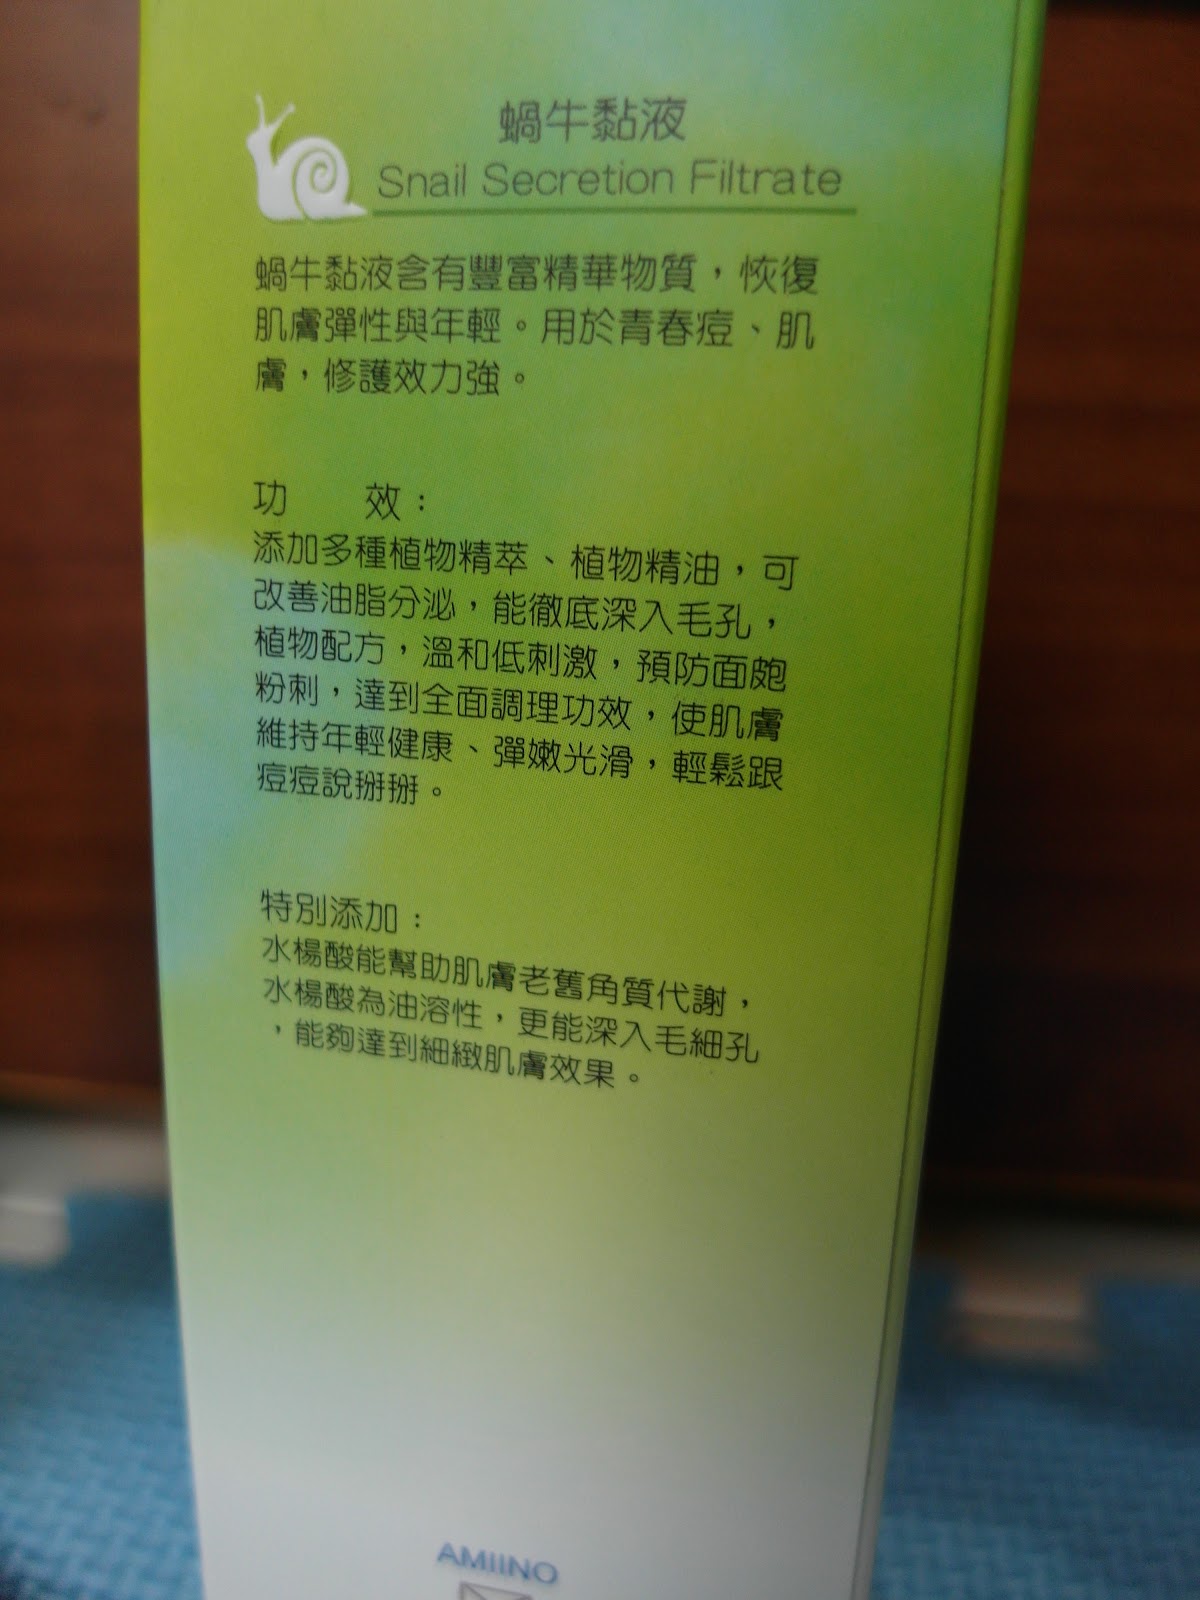 蝸牛黏液
Snail Secretion Filtrate
蝸牛黏液含有豐富精華物質，恢復
肌膚彈性與年輕。用於青春痘、肌
膚，修護效力強。
功　　效：
添加多種植物精萃、植物精油，可
改善油脂分泌，能徹底深入毛孔，
植物配方，溫和低刺激，預防面皰
粉刺，達到全面調理功效，使肌膚
維持年輕健康、彈嫩光滑，輕鬆跟
痘痘說掰掰。
特別添加：
水楊酸能幫助肌膚老舊角質代謝，
水楊酸為油溶性，更能深入毛細孔
，能夠達到細緻肌膚效果。
AMIINO